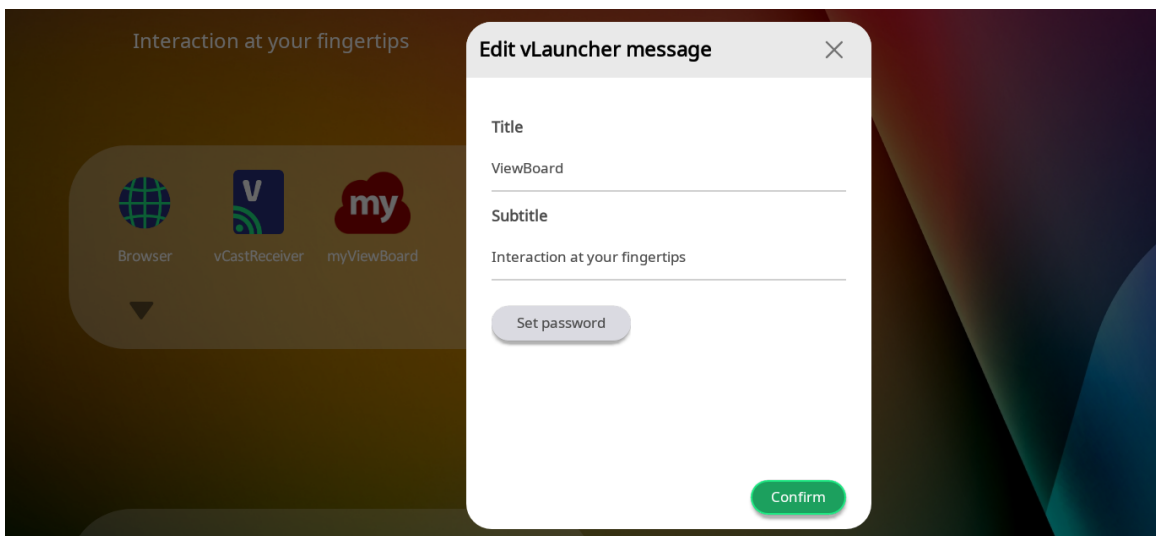 Interaction at your fingertips
V
my
Browser
vCastReceiver
myViewBoard
Edit vLauncher message
Title
ViewBoard
Subtitle
Interaction at your fingertips
Set password
Confirm